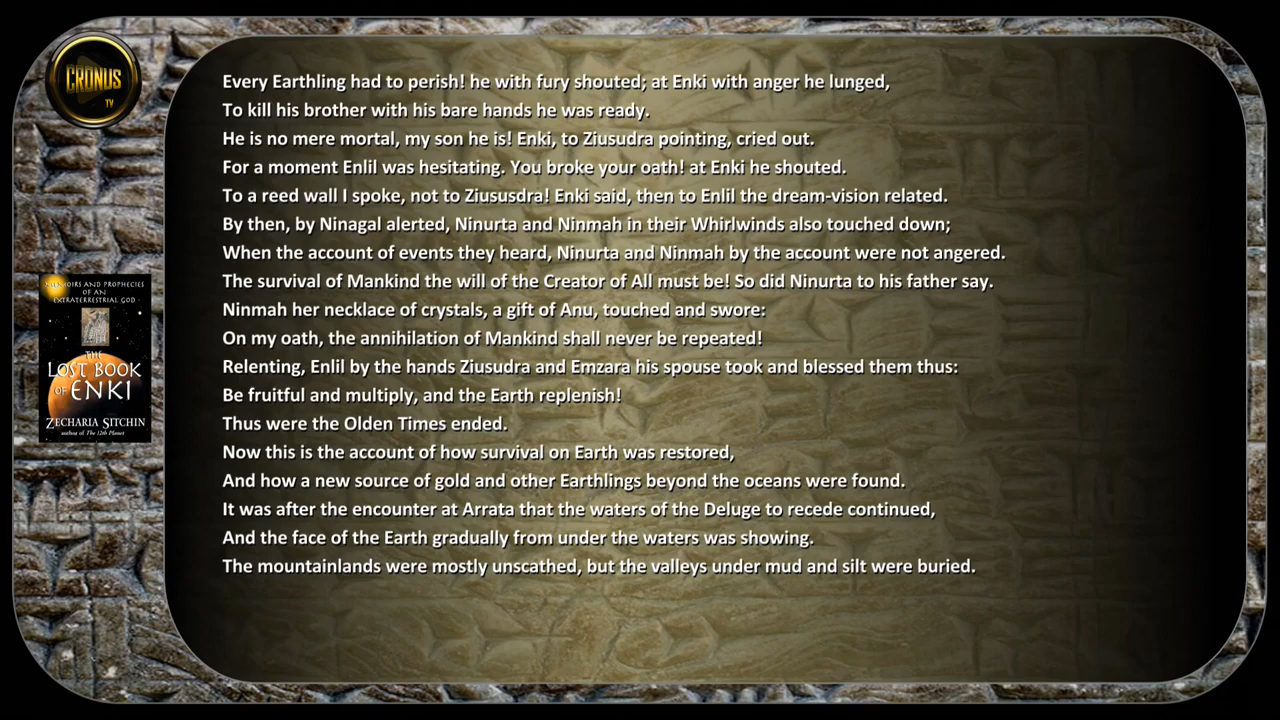 CRONUS
TV
Every Earthling had to perish! he with fury shouted; at Enki with anger he lunged,
To kill his brother with his bare hands he was ready.
He is no mere mortal, my son he is! Enki, to Ziusudra pointing, cried out.
For a moment Enlil was hesitating. You broke your oath! at Enki he shouted.
To a reed wall I spoke, not to Ziususdra! Enki said, then to Enlil the dream-vision related.
By then, by Ninagal alerted, Ninurta and Ninmah in their Whirlwinds also touched down;
When the account of events they heard, Ninurta and Ninmah by the account were not angered.
The survival of Mankind the will of the Creator of All must be! So did Ninurta to his father say.
Ninmah her necklace of crystals, a gift of Anu, touched and swore:
On my oath, the annihilation of Mankind shall never be repeated!
Relenting, Enlil by the hands Ziusudra and Emzara his spouse took and blessed them thus:
Be fruitful and multiply, and the Earth replenish!
Thus were the Olden Times ended.
Now this is the account of how survival on Earth was restored,
And how a new source of gold and other Earthlings beyond the oceans were found.
It was after the encounter at Arrata that the waters of the Deluge to recede continued,
And the face of the Earth gradually from under the waters was showing.
The mountainlands were mostly unscathed, but the valleys under mud and silt were buried.
MEMOIRS AND PROPHECIES
OF AN
EXTRATERRESTRIAL GOD
THE
LOST BOOK
OF ENKI
ZECHARIA SITCHIN
author of The 12th Planet